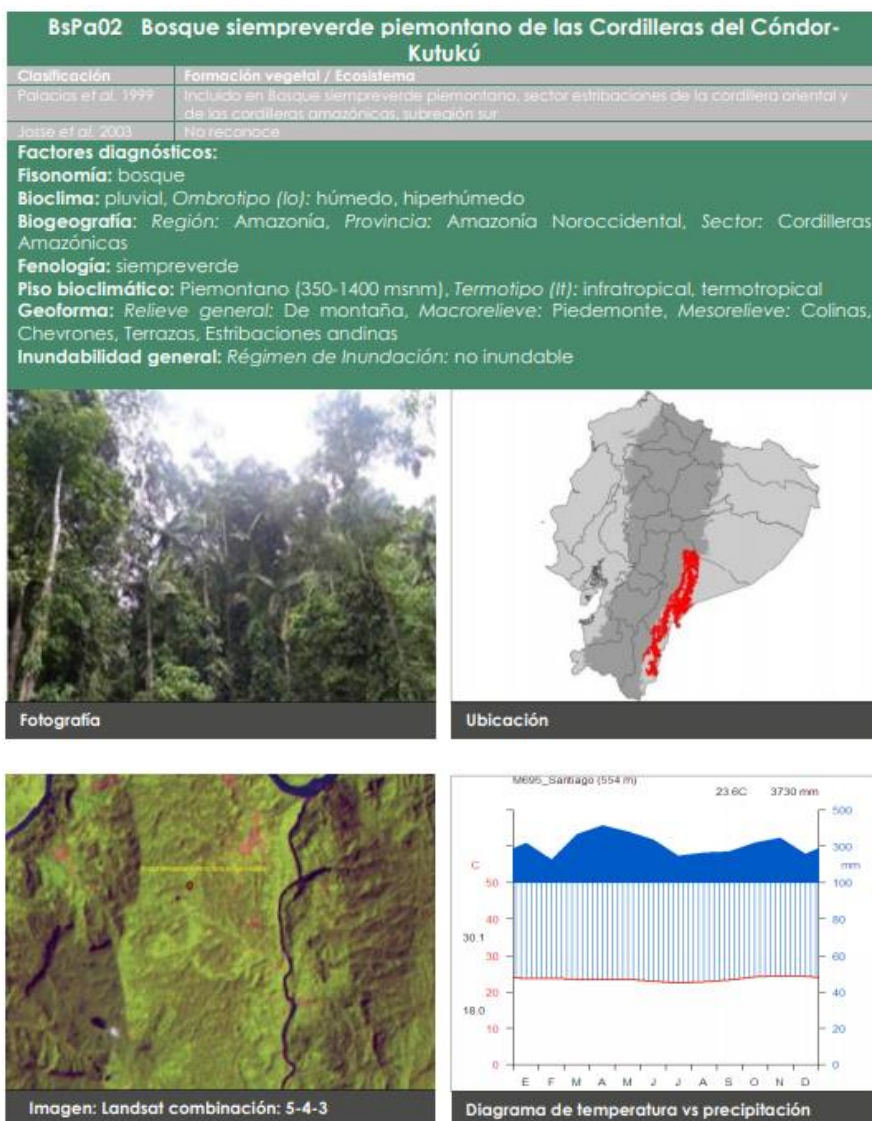 BsPa02 Bosque siempreverde piemontano de las Cordilleras del Cóndor-
Kutukú
Clasificación Formación vegetal / Ecosistema
Palacios et al. 1999 Incluido en Bosque siempreverde piemontano, sector estribaciones de la cordillera oriental y
de las cordilleras amazónicas, subregión sur
Josse et al. 2003 No reconoce
Factores diagnósticos:
Fisonomía: bosque
Bioclima: pluvial, Ombrotipo (Io): húmedo, hiperhúmedo
Biogeografía: Región: Amazonía, Provincia: Amazonía Noroccidental, Sector: Cordilleras
Amazónicas
Fenología: siempreverde
Piso bioclimático: Piemontano (350-1400 msnm), Termotipo (It): infratropical, termotropical
Geoforma: Relieve general: De montaña, Macrorelieve: Piedemonte, Mesorelieve: Colinas,
Chevrones, Terrazas, Estribaciones andinas
Inundabilidad general: Régimen de Inundación: no inundable
Fotografía
Ubicación
M695_Santiago (554 m)
23.6C 3730 mm
500
300
C mm
50 100
40 80
30.1
30 60
20 40
18.0
10 20
0 0
E F M A M J J A S O N D
Imagen: Landsat combinación: 5-4-3
Diagrama de temperatura vs precipitación